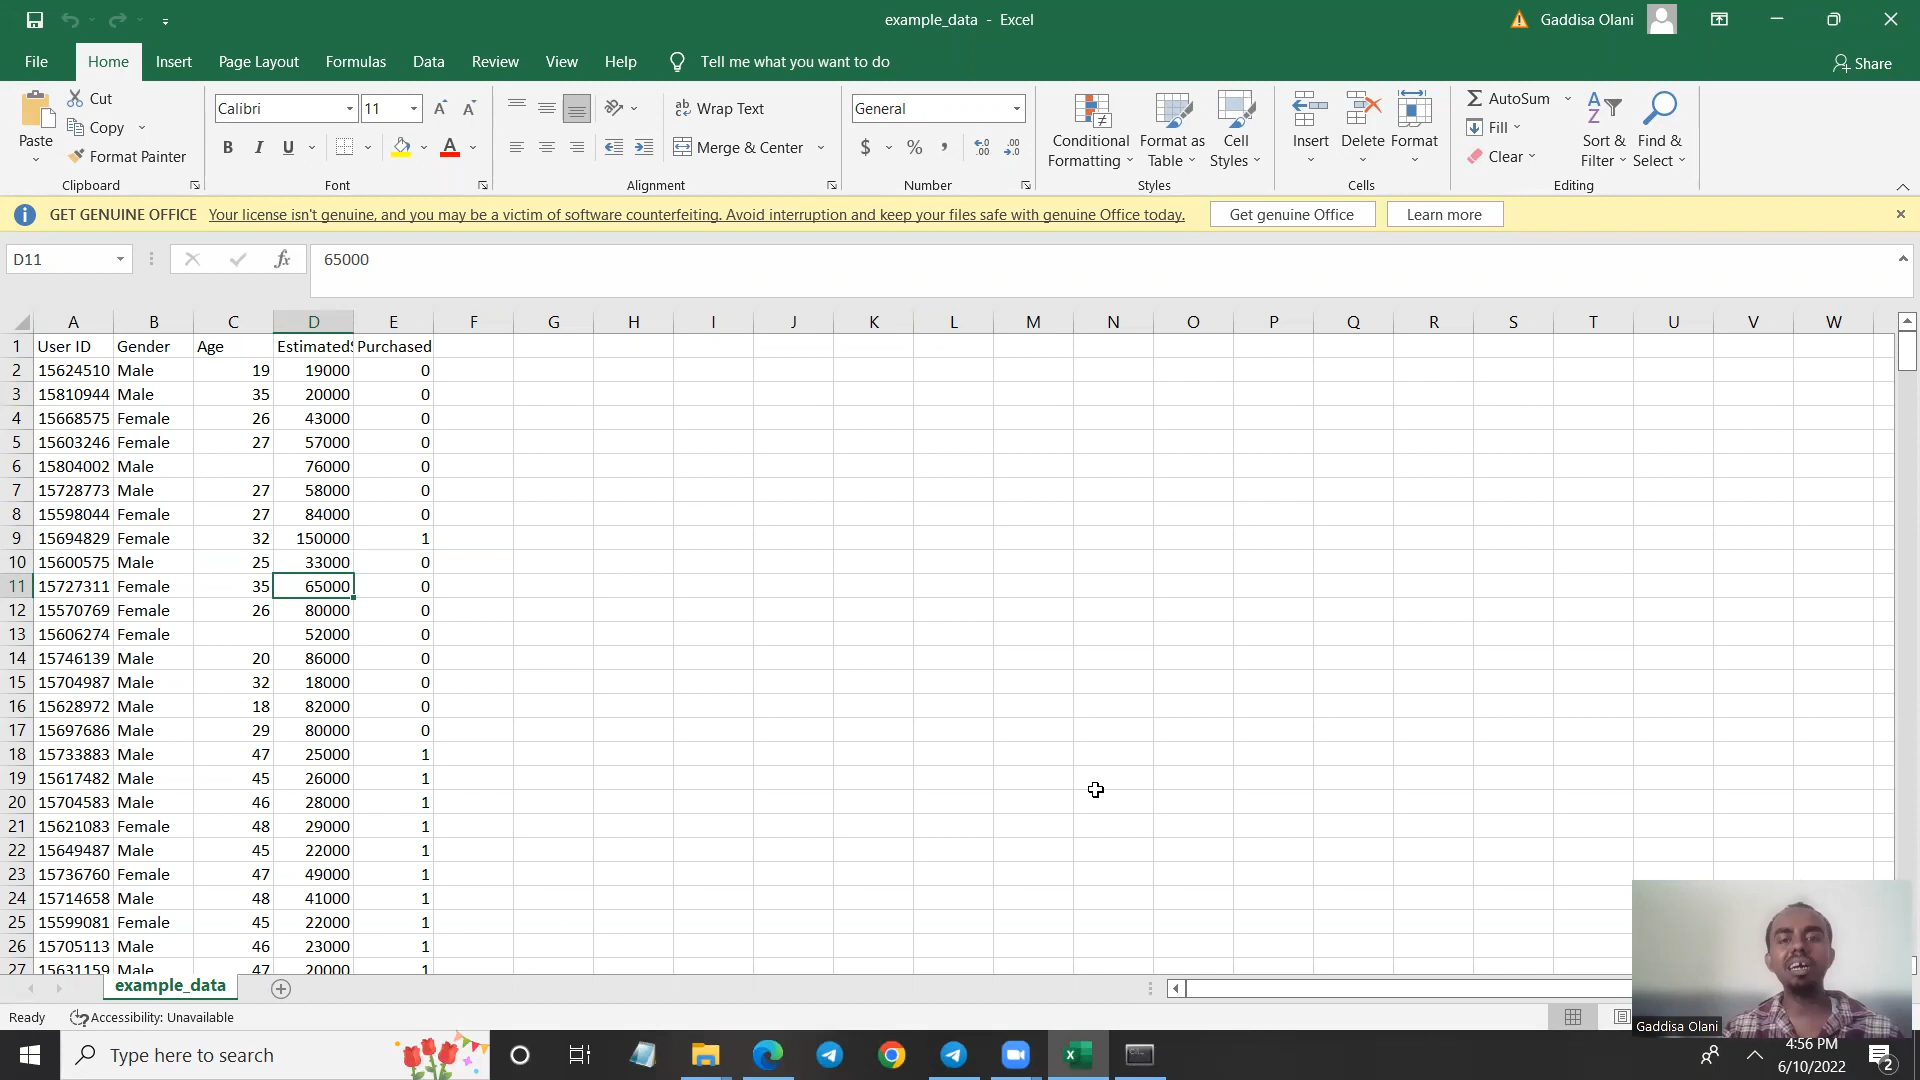 example_data - Excel
Gaddisa Olani
File Home Insert Page Layout Formulas Data Review View Help Tell me what you want to do Share
Paste
Cut
Copy
Format Painter
Clipboard
Calibri 11
B I U
Font
Wrap Text
Merge & Center
Alignment
General
$ % ,
Number
Conditional Formatting
Format as Table
Cell Styles
Styles
Insert Delete Format
Cells
AutoSum
Fill
Clear
Sort & Filter
Find & Select
Editing
GET GENUINE OFFICE Your license isn't genuine, and you may be a victim of software counterfeiting. Avoid interruption and keep your files safe with genuine Office today. Get genuine Office Learn more
D11 fx 65000
A B C D E F G H I J K L M N O P Q R S T U V W
1 User ID Gender Age EstimatedS Purchased
2 15624510 Male 19 19000 0
3 15810944 Male 35 20000 0
4 15668575 Female 26 43000 0
5 15603246 Female 27 57000 0
6 15804002 Male 76000 0
7 15728773 Male 27 58000 0
8 15598044 Female 27 84000 0
9 15694829 Female 32 150000 1
10 15600575 Male 25 33000 0
11 15727311 Female 35 65000 0
12 15570769 Female 26 80000 0
13 15606274 Female 52000 0
14 15746139 Male 20 86000 0
15 15704987 Male 32 18000 0
16 15628972 Male 18 82000 0
17 15697686 Male 29 80000 0
18 15733883 Male 47 25000 1
19 15617482 Male 45 26000 1
20 15704583 Male 46 28000 1
21 15621083 Female 48 29000 1
22 15649487 Male 45 22000 1
23 15736760 Female 47 49000 1
24 15714658 Male 48 41000 1
25 15599081 Female 45 22000 1
26 15705113 Male 46 23000 1
27 15631159 Male 47 20000 1
example_data
Ready Accessibility: Unavailable
Gaddisa Olani
Type here to search
4:56 PM
6/10/2022
2